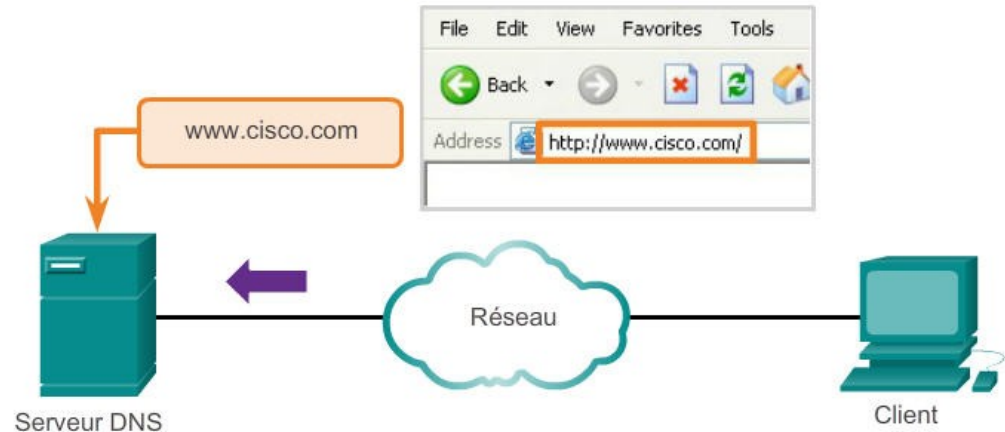 File Edit View Favorites Tools
Back
www.cisco.com
Address http://www.cisco.com/
Réseau
Serveur DNS
Client